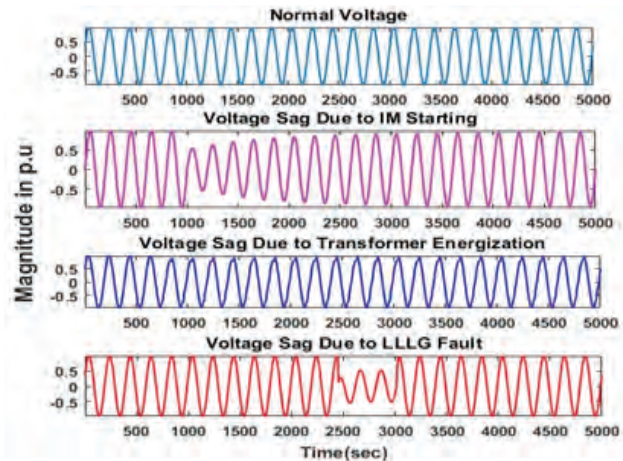 Normal Voltage
0.5
-0.5
500 1000 1500 2000 2500 3000 3500 4000 4500 5000
Voltage Sag Due to IM Starting
0.5
0
-0.5
500 1000 1500 2000 2500 3000 3500 4000 4500 5000
Magnitude in p.u
Voltage Sag Due to Transformer Energization
0.5
-0.5
500 1000 1500 2000 2500 3000 3500 4000 4500 5000
Voltage Sag Due to LLLG Fault
0.5
0
-0.5
500 1000 1500 2000 2500 3000 3500 4000 4500 5000
Time(sec)